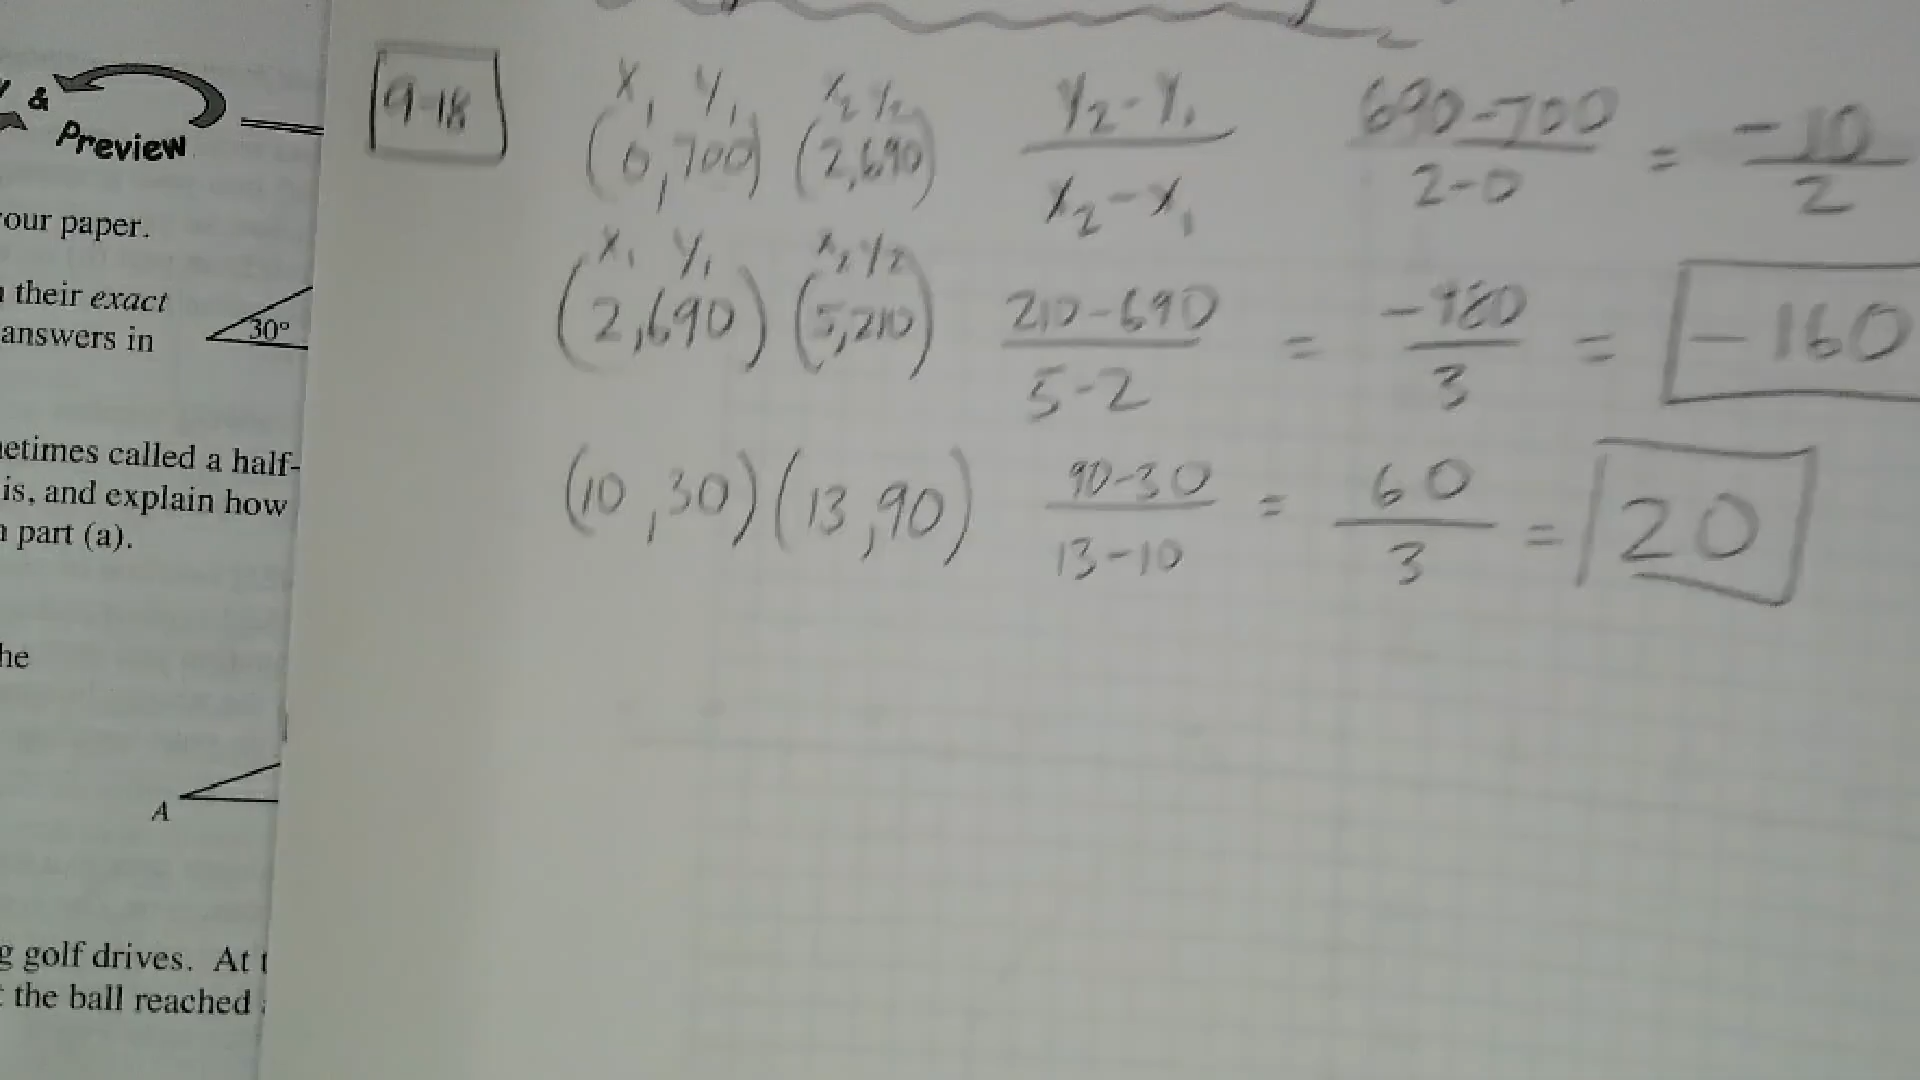 &
Preview
our paper.
their exact
answers in
30°
etimes called a half-
is, and explain how
part (a).
he
A
g golf drives. At t
the ball reached
9-18
x₁ y₁ x₂ y₂
(0,700) (2,690) y₂-y₁/x₂-x₁ 690-700/2-0 = -10/2
x₁ y₁ x₂ y₂
(2,690) (5,210) 210-690/5-2 = -480/3 = -160
(10,30) (13,90) 90-30/13-10 = 60/3 = 20